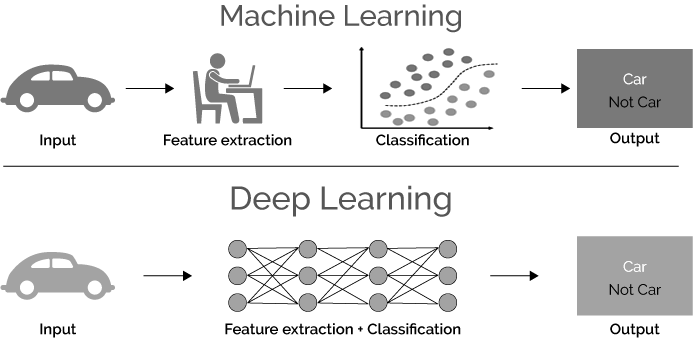 Machine Learning
Car
Not Car
Input
Feature extraction
Classification
Output
Deep Learning
Car
Not Car
Input
Feature extraction + Classification
Output